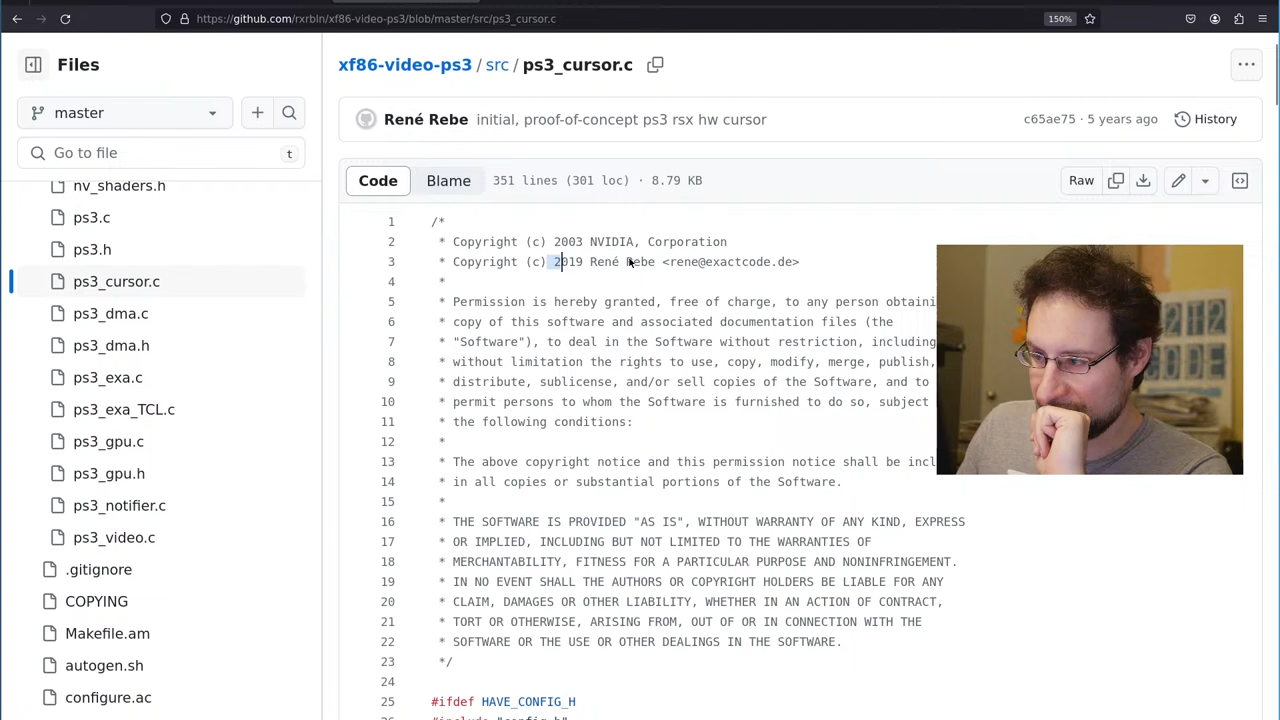 https://github.com/rxrbln/xf86-video-ps3/blob/master/src/ps3_cursor.c
150%
Files
master
Go to file
t
nv_shaders.h
ps3.c
ps3.h
ps3_cursor.c
ps3_dma.c
ps3_dma.h
ps3_exa.c
ps3_exa_TCL.c
ps3_gpu.c
ps3_gpu.h
ps3_notifier.c
ps3_video.c
.gitignore
COPYING
Makefile.am
autogen.sh
configure.ac
xf86-video-ps3 / src / ps3_cursor.c
René Rebe initial, proof-of-concept ps3 rsx hw cursor
c65ae75 · 5 years ago
History
Code
Blame
351 lines (301 loc) · 8.79 KB
Raw
1 /*
2 * Copyright (c) 2003 NVIDIA, Corporation
3 * Copyright (c) 2019 René Rebe <rene@exactcode.de>
4 *
5 * Permission is hereby granted, free of charge, to any person obtaini
6 * copy of this software and associated documentation files (the
7 * "Software"), to deal in the Software without restriction, including
8 * without limitation the rights to use, copy, modify, merge, publish,
9 * distribute, sublicense, and/or sell copies of the Software, and to
10 * permit persons to whom the Software is furnished to do so, subject
11 * the following conditions:
12 *
13 * The above copyright notice and this permission notice shall be incl
14 * in all copies or substantial portions of the Software.
15 *
16 * THE SOFTWARE IS PROVIDED "AS IS", WITHOUT WARRANTY OF ANY KIND, EXPRESS
17 * OR IMPLIED, INCLUDING BUT NOT LIMITED TO THE WARRANTIES OF
18 * MERCHANTABILITY, FITNESS FOR A PARTICULAR PURPOSE AND NONINFRINGEMENT.
19 * IN NO EVENT SHALL THE AUTHORS OR COPYRIGHT HOLDERS BE LIABLE FOR ANY
20 * CLAIM, DAMAGES OR OTHER LIABILITY, WHETHER IN AN ACTION OF CONTRACT,
21 * TORT OR OTHERWISE, ARISING FROM, OUT OF OR IN CONNECTION WITH THE
22 * SOFTWARE OR THE USE OR OTHER DEALINGS IN THE SOFTWARE.
23 */
24
25 #ifdef HAVE_CONFIG_H